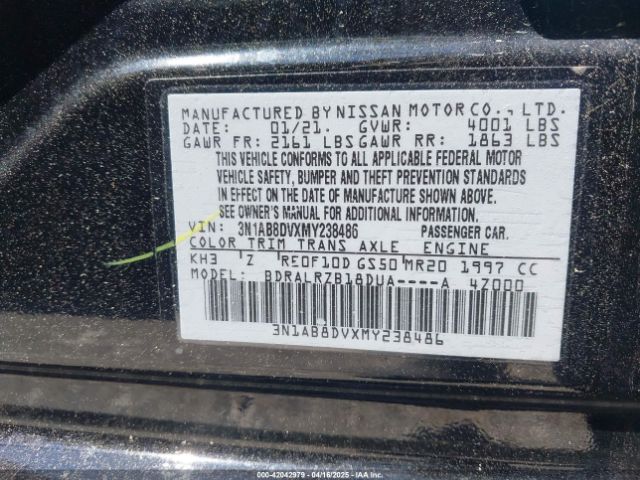 MANUFACTURED BY NISSAN MOTOR CO., LTD.
DATE: 01/21. GVWR: 4001 LBS
GAWR FR: 2161 LBS GAWR RR: 1863 LBS
THIS VEHICLE CONFORMS TO ALL APPLICABLE FEDERAL MOTOR
VEHICLE SAFETY, BUMPER AND THEFT PREVENTION STANDARDS
IN EFFECT ON THE DATE OF MANUFACTURE SHOWN ABOVE.
SEE OWNER'S MANUAL FOR ADDITIONAL INFORMATION.
VIN: 3N1AB8DVXMY238486 PASSENGER CAR.
COLOR TRIM TRANS AXLE ENGINE
KH3 Z RE0F10D GS50 MR20 1997 CC
MODEL: BDRALRZB18DUA----A 4Z000
3N1AB8DVXMY238486
000-42042979 - 04/16/2025 - IAA Inc.